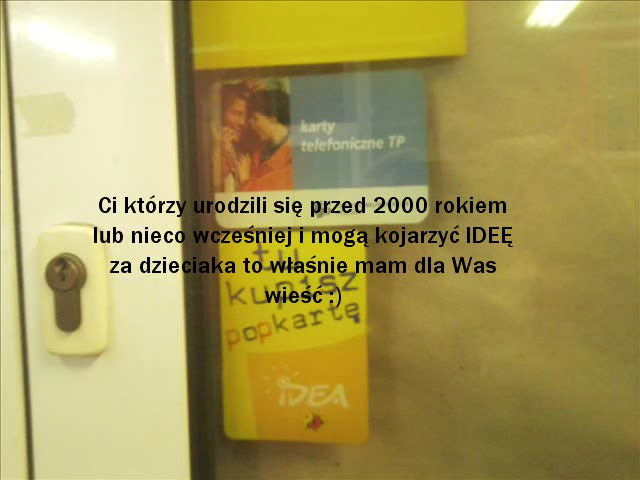 karty
telefoniczne TP
Ci którzy urodzili się przed 2000 rokiem
lub nieco wcześniej i mogą kojarzyć IDEĘ
za dzieciaka to właśnie mam dla Was
wieść :)
tu
kupisz
popkartę
IDEA